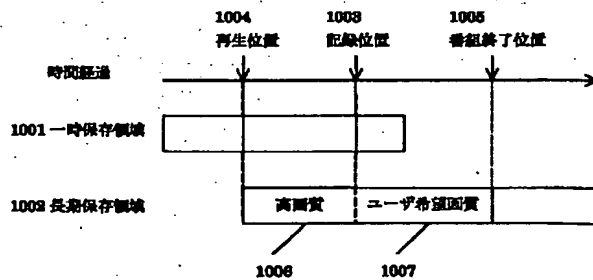 1004
再生位置
1003
記録位置
1005
番組終了位置
時間経過
1001 一時保存領域
1002 長期保存領域
高画質
ユーザ希望画質
1006
1007